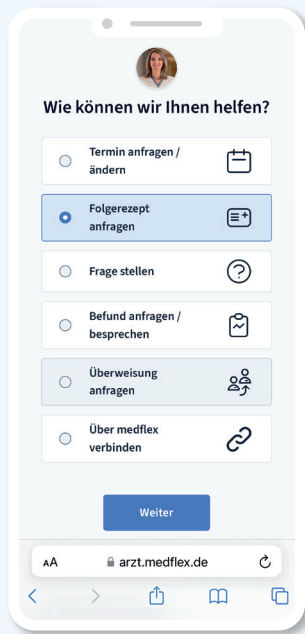 Wie können wir Ihnen helfen?
Termin anfragen /
ändern
Folgerezept
anfragen
Frage stellen
Befund anfragen /
besprechen
Überweisung
anfragen
Über medflex
verbinden
Weiter
AA
arzt.medflex.de